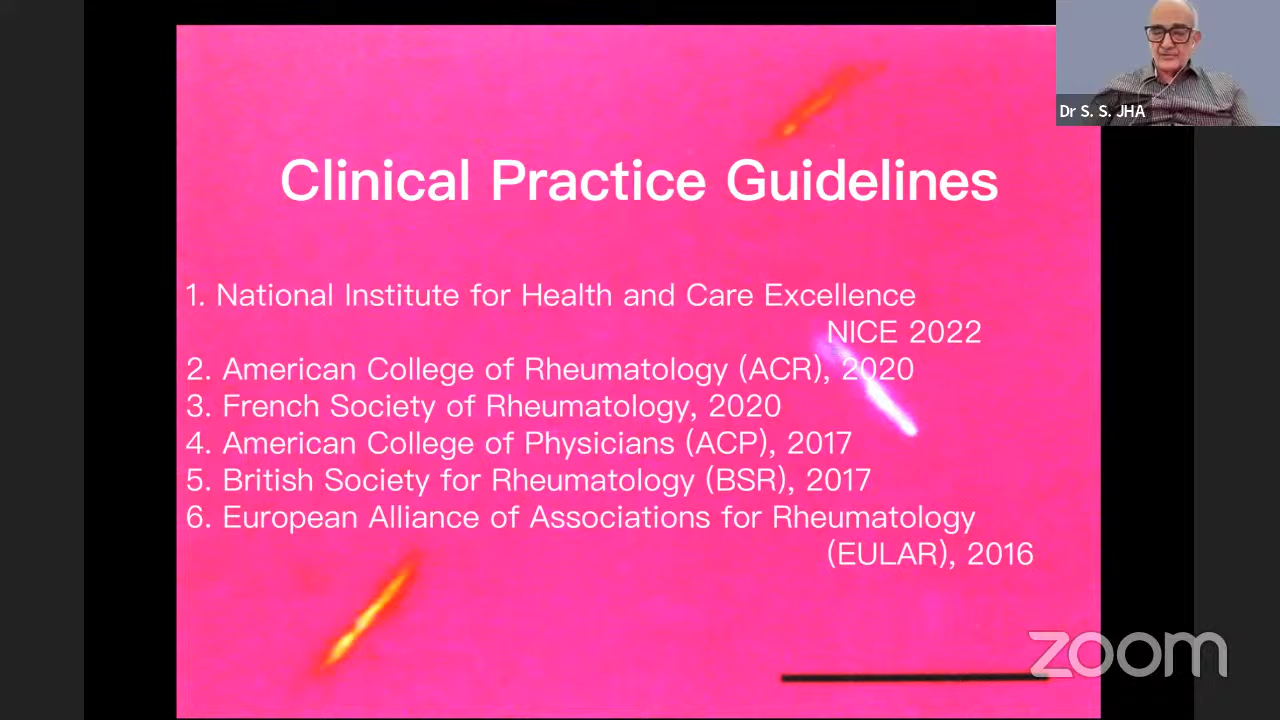 Dr S. S. JHA
Clinical Practice Guidelines
1. National Institute for Health and Care Excellence
NICE 2022
2. American College of Rheumatology (ACR), 2020
3. French Society of Rheumatology, 2020
4. American College of Physicians (ACP), 2017
5. British Society for Rheumatology (BSR), 2017
6. European Alliance of Associations for Rheumatology
(EULAR), 2016
zoom